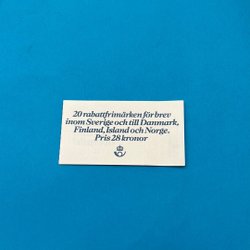 20 rabattfrimärken för brev
inom Sverige och till Danmark,
Finland, Island och Norge.
Pris 28 kronor